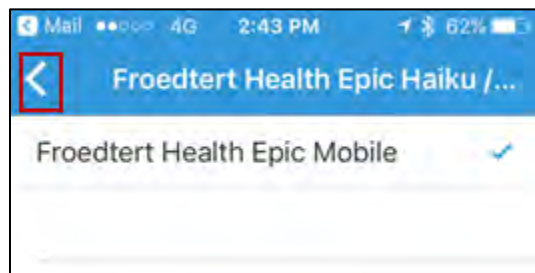 Mail 4G 2:43 PM 62%
Froedtert Health Epic Haiku /...
Froedtert Health Epic Mobile